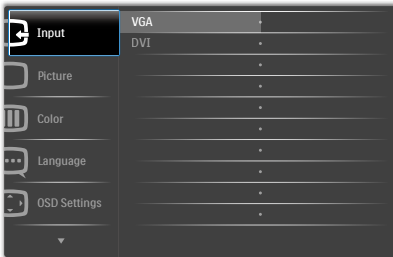 Input
VGA
DVI
Picture
Color
Language
OSD Settings